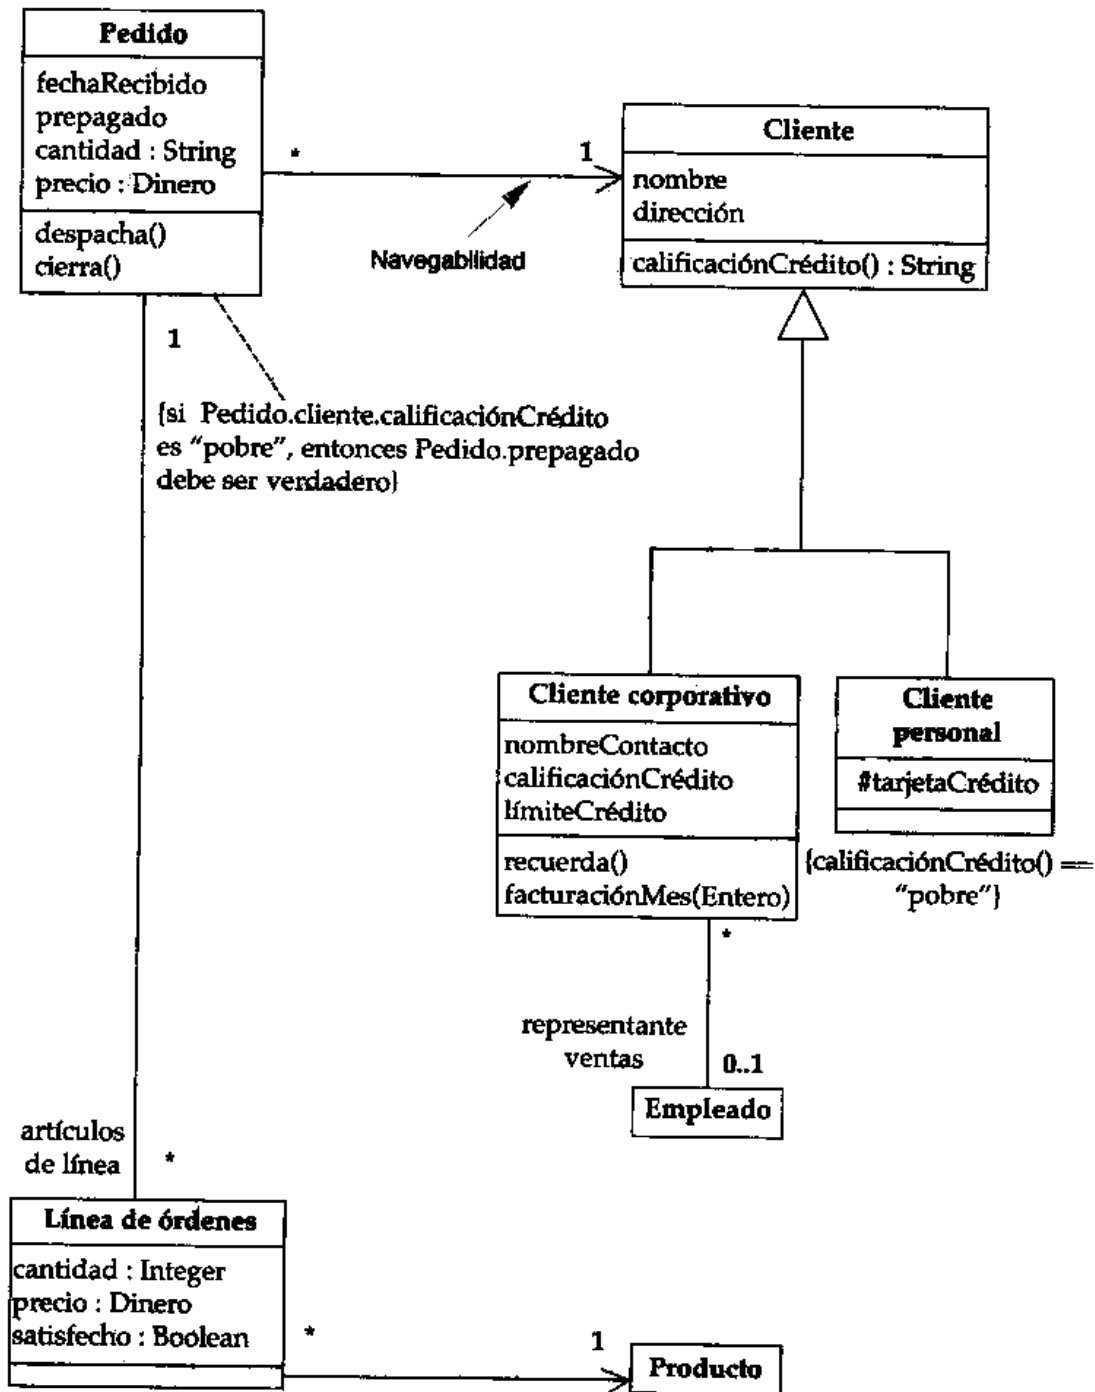 Pedido
fechaRecibido
prepagado
cantidad : String
precio : Dinero
despacha()
cierra()
*
1
Navegabilidad
Cliente
nombre
dirección
calificaciónCrédito() : String
1
{si Pedido.cliente.calificaciónCrédito
es "pobre", entonces Pedido.prepagado
debe ser verdadero}
Cliente corporativo
nombreContacto
calificaciónCrédito
límiteCrédito
recuerda()
facturaciónMes(Entero)
Cliente
personal
#tarjetaCrédito
{calificaciónCrédito() ==
"pobre"}
*
representante
ventas
0..1
Empleado
artículos
de línea
*
Línea de órdenes
cantidad : Integer
precio : Dinero
satisfecho : Boolean
*
1
Producto